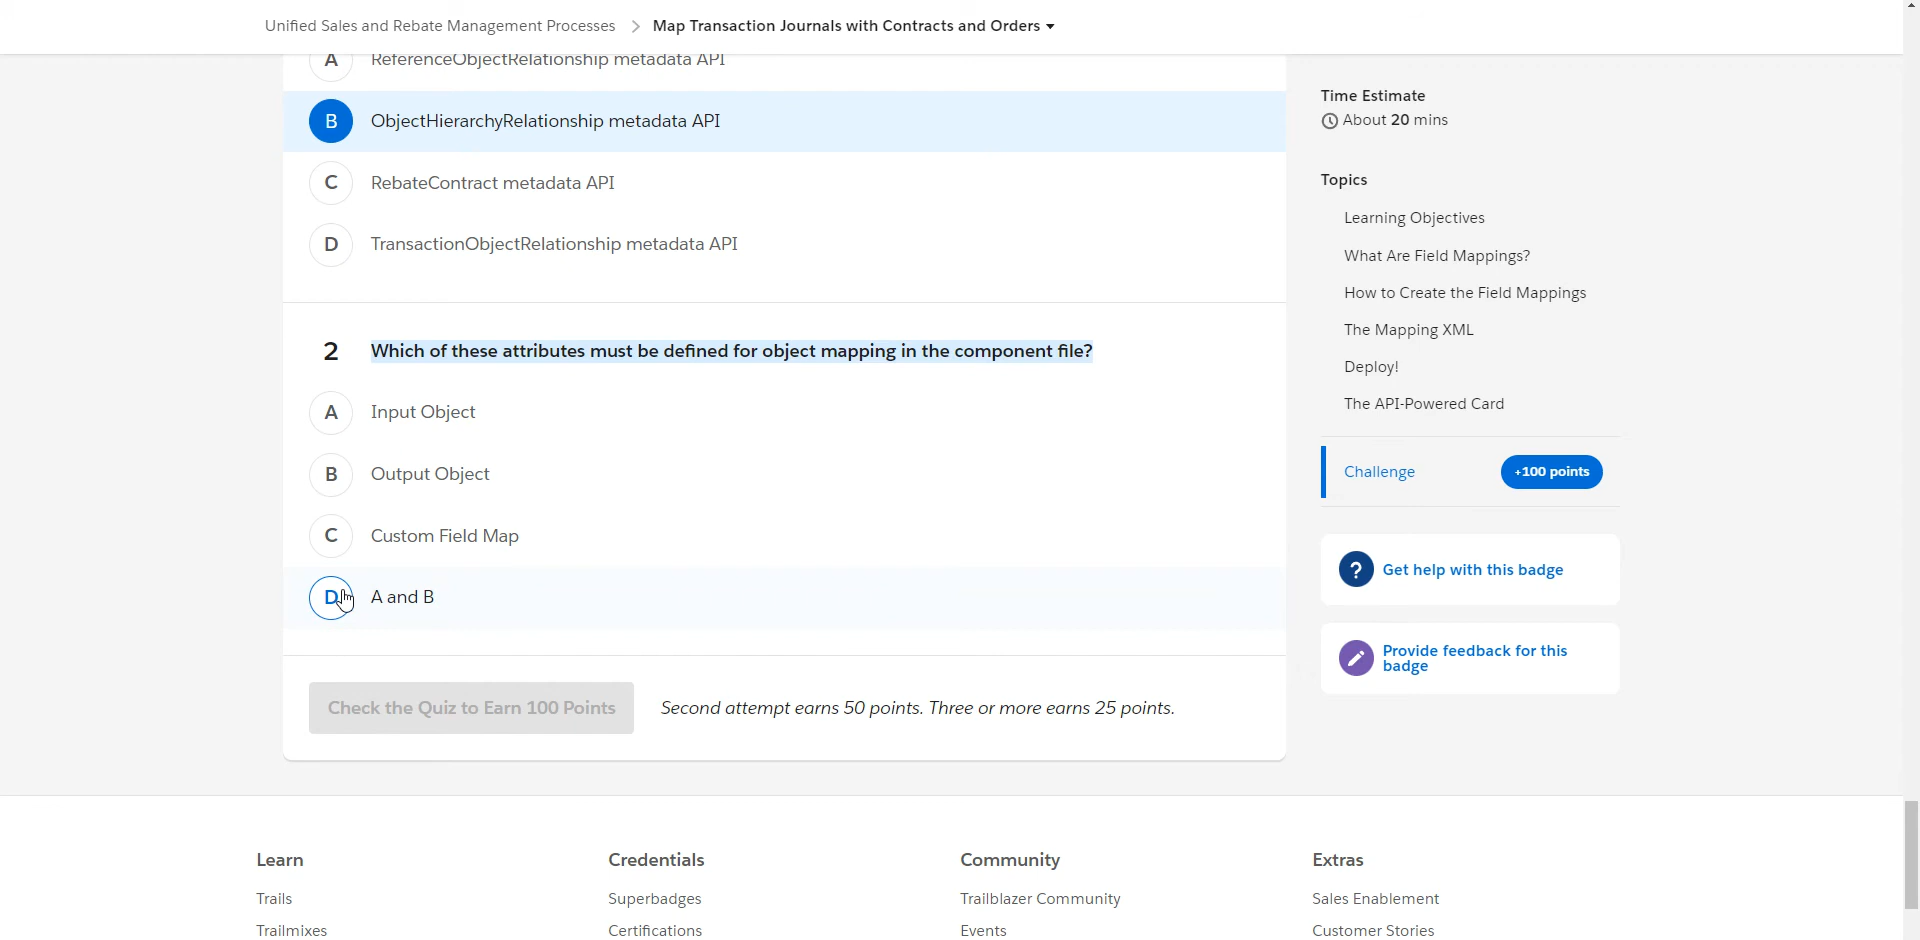 Unified Sales and Rebate Management Processes > Map Transaction Journals with Contracts and Orders
A ReferenceObjectRelationship metadata API
B ObjectHierarchyRelationship metadata API
C RebateContract metadata API
D TransactionObjectRelationship metadata API
2 Which of these attributes must be defined for object mapping in the component file?
A Input Object
B Output Object
C Custom Field Map
D A and B
Check the Quiz to Earn 100 Points
Second attempt earns 50 points. Three or more earns 25 points.
Time Estimate
About 20 mins
Topics
Learning Objectives
What Are Field Mappings?
How to Create the Field Mappings
The Mapping XML
Deploy!
The API-Powered Card
Challenge +100 points
? Get help with this badge
Provide feedback for this
badge
Learn Credentials Community Extras
Trails Superbadges Trailblazer Community Sales Enablement
Trailmixes Certifications Events Customer Stories